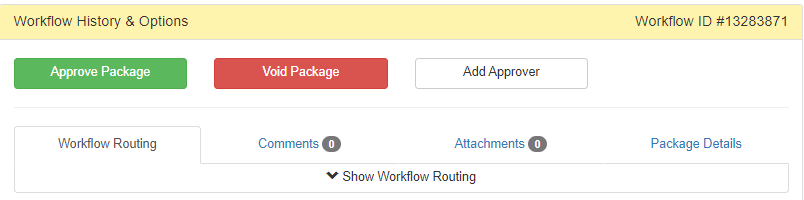 Workflow History & Options Workflow ID #13283871
Approve Package Void Package Add Approver
Workflow Routing Comments 0 Attachments 0 Package Details
Show Workflow Routing